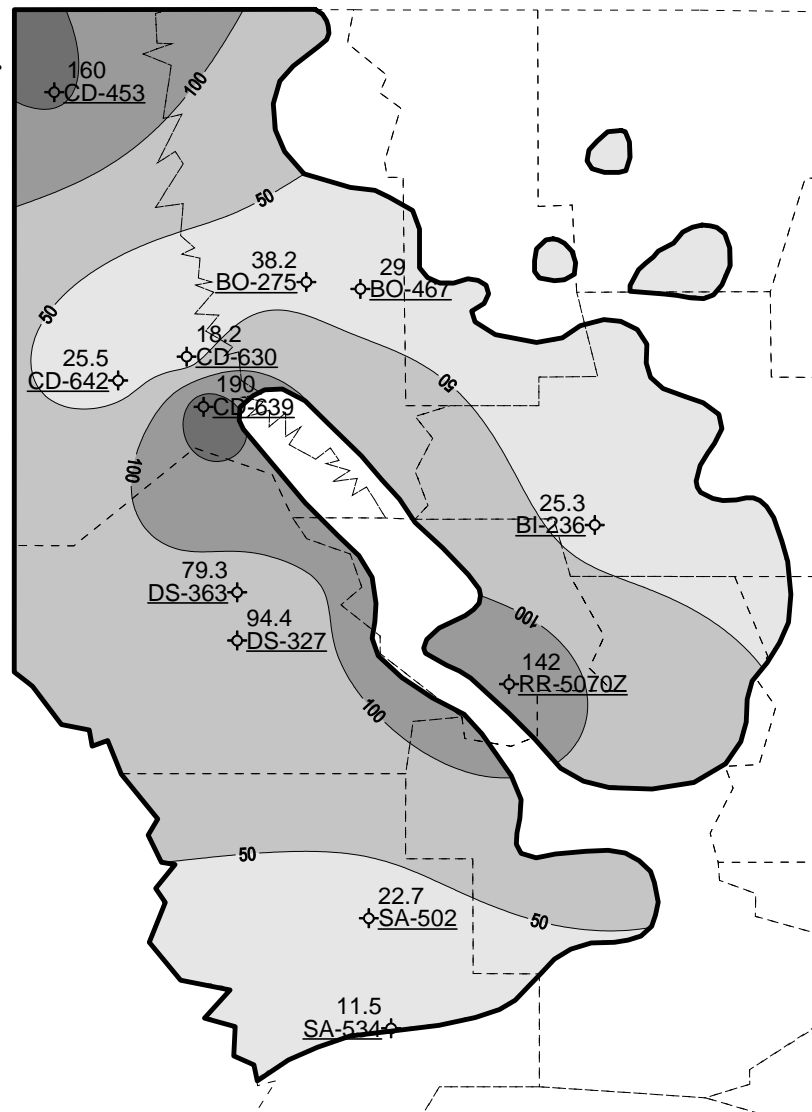 160
CD-453
100
50
38.2
BO-275
29
BO-467
50
18.2
CD-630
25.5
CD-642
190
CD-639
50
100
25.3
BI-236
79.3
DS-363
94.4
DS-327
100
142
RR-5070Z
100
50
22.7
SA-502
50
11.5
SA-534